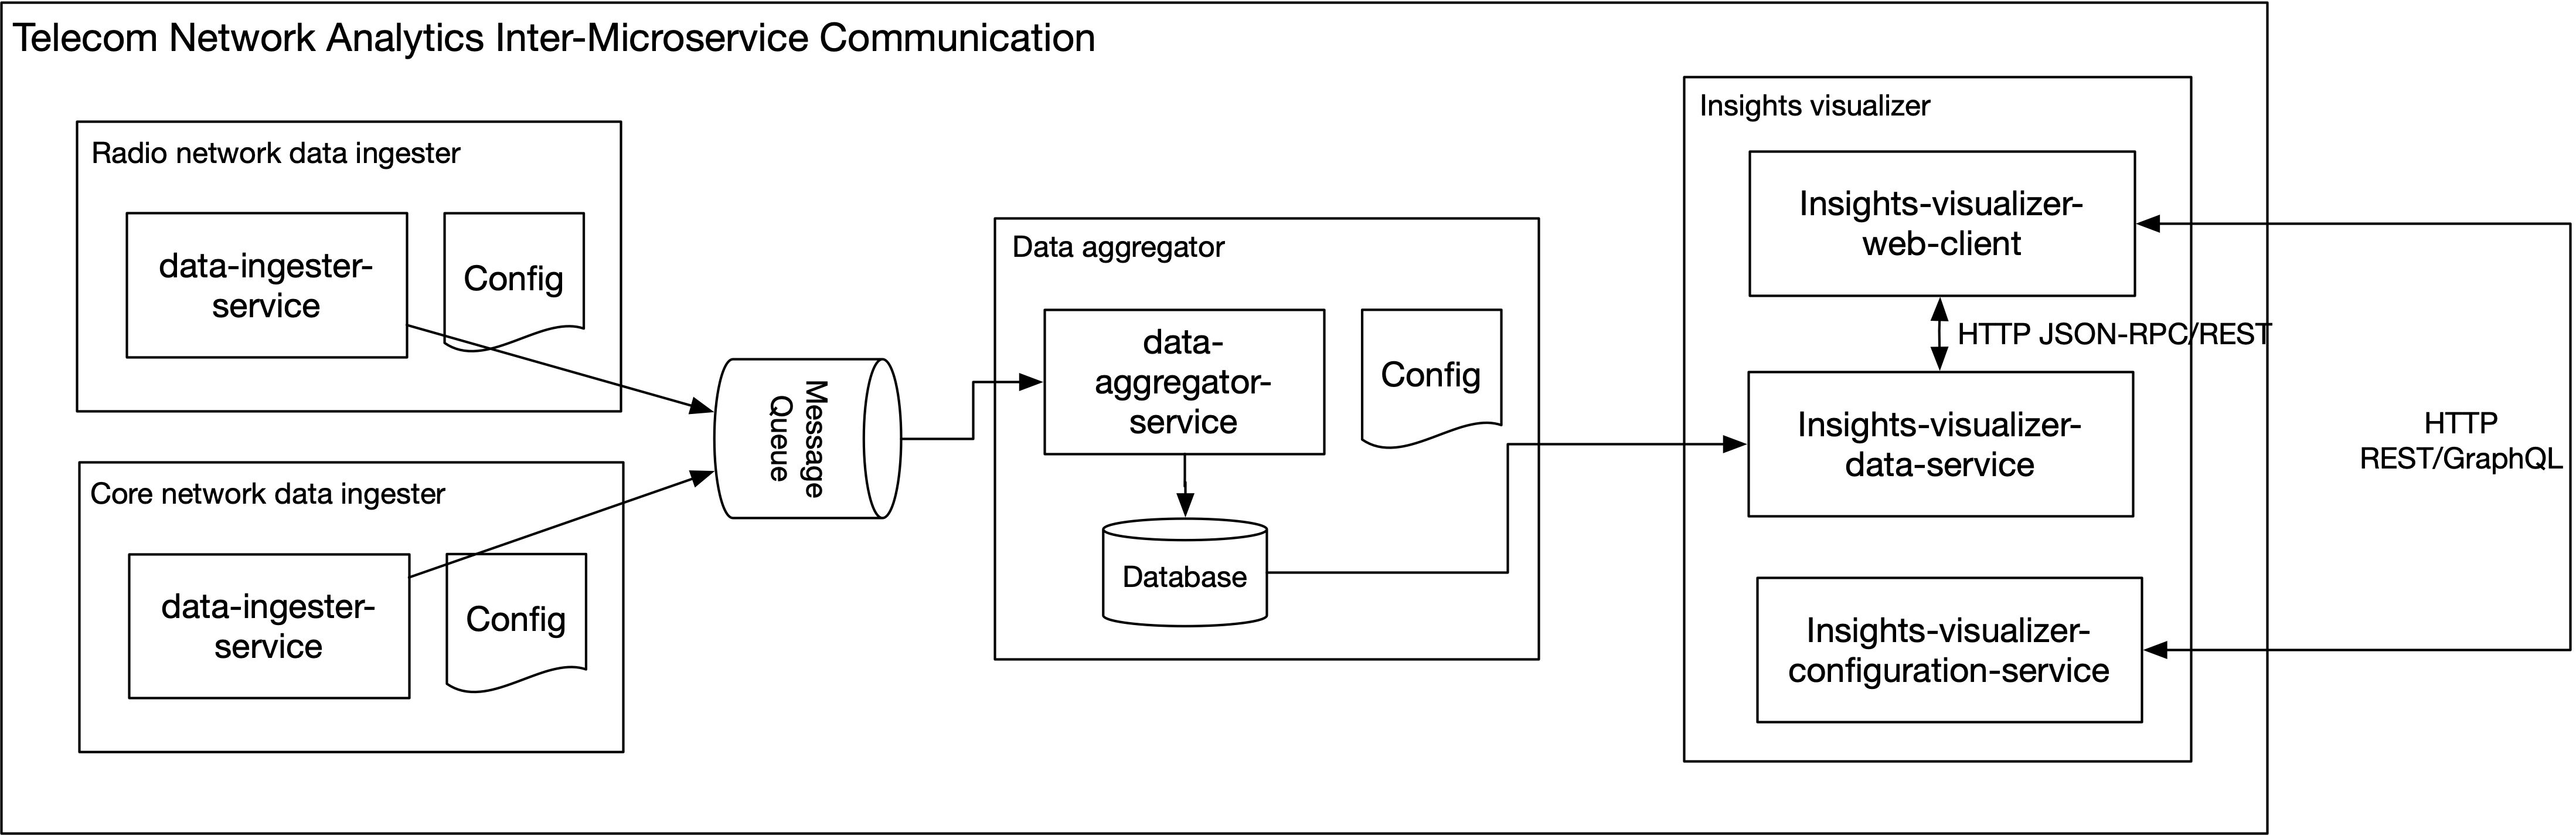 Telecom Network Analytics Inter-Microservice Communication
Radio network data ingester
data-ingester-
service
Config
Core network data ingester
data-ingester-
service
Config
Message
Queue
Data aggregator
data-
aggregator-
service
Config
Database
Insights visualizer
Insights-visualizer-
web-client
HTTP JSON-RPC/REST
Insights-visualizer-
data-service
Insights-visualizer-
configuration-service
HTTP
REST/GraphQL